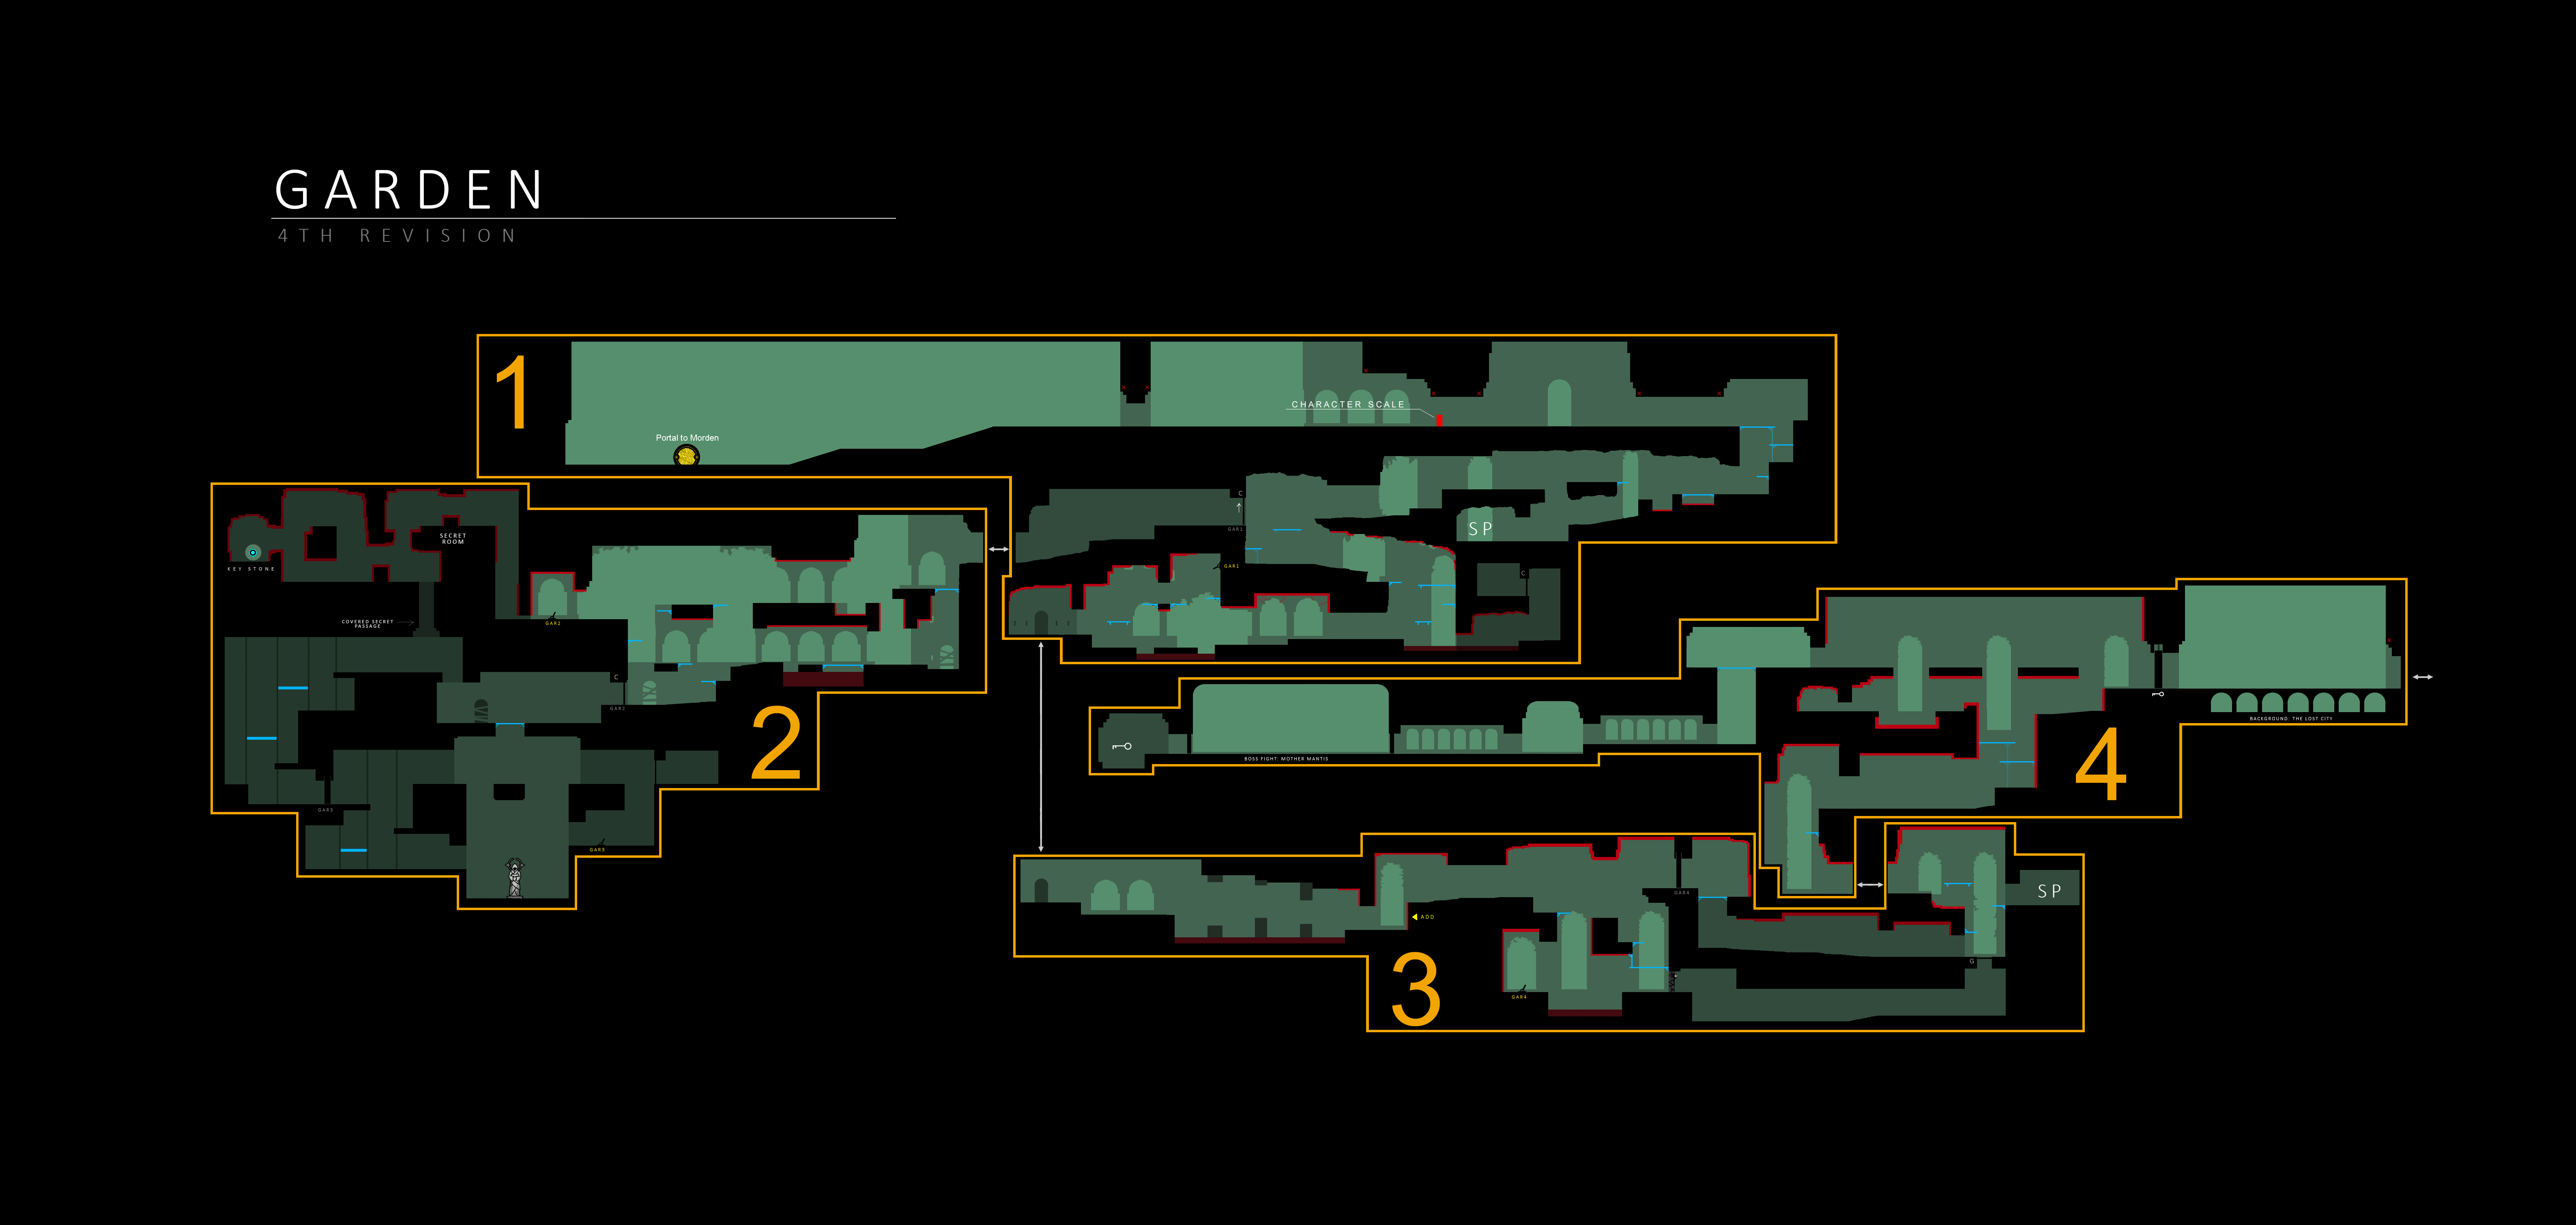 GARDEN
4TH REVISION
1
CHARACTER SCALE
Portal to Morden
C
GAR1
SP
GAR1
C
SECRET
ROOM
KEY STONE
COVERED SECRET
PASSAGE
GAR2
C
GAR2
2
GAR3
GAR3
BOSS FIGHT: MOTHER MANTIS
BACKGROUND: THE LOST CITY
4
GAR4
SP
ADD
G
GAR4
3